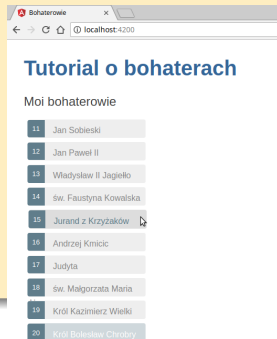 Bohaterowie
localhost:4200
Tutorial o bohaterach
Moi bohaterowie
11 Jan Sobieski
12 Jan Paweł II
13 Władysław II Jagiełło
14 św. Faustyna Kowalska
15 Jurand z Krzyżaków
16 Andrzej Kmicic
17 Judyta
18 św. Małgorzata Maria
19 Król Kazimierz Wielki
20 Król Bolesław Chrobry